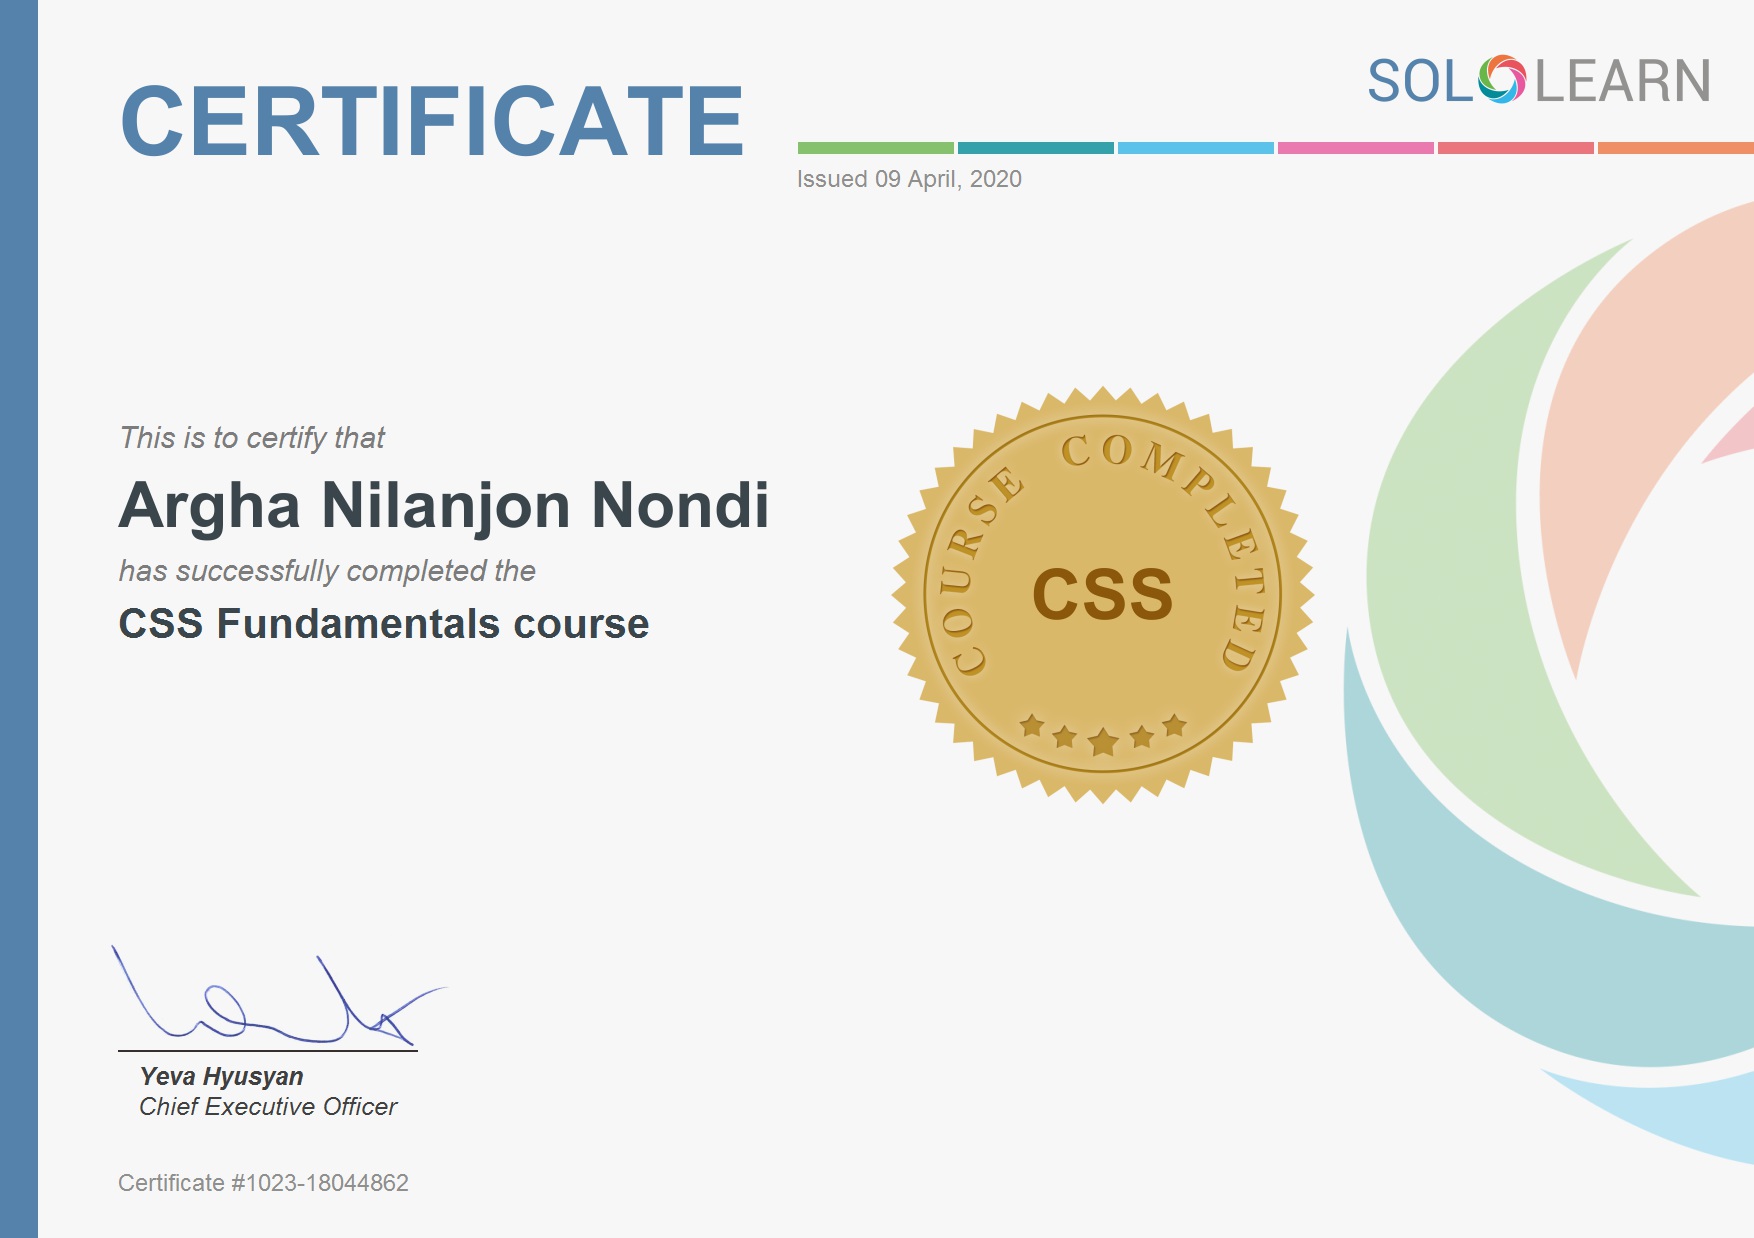 CERTIFICATE
SOLOLEARN
Issued 09 April, 2020
This is to certify that
Argha Nilanjon Nondi
has successfully completed the
CSS Fundamentals course
COURSE COMPLETED
CSS
Yeva Hyusyan
Chief Executive Officer
Certificate #1023-18044862